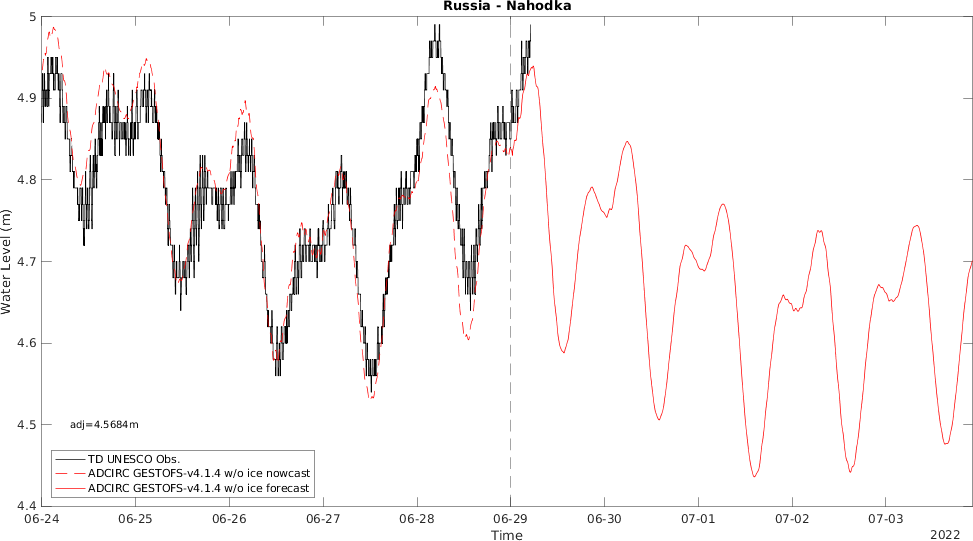 Russia - Nahodka
Water Level (m)
5
4.9
4.8
4.7
4.6
4.5
4.4
adj=4.5684m
TD UNESCO Obs.
ADCIRC GESTOFS-v4.1.4 w/o ice nowcast
ADCIRC GESTOFS-v4.1.4 w/o ice forecast
06-24 06-25 06-26 06-27 06-28 06-29 06-30 07-01 07-02 07-03
Time
2022